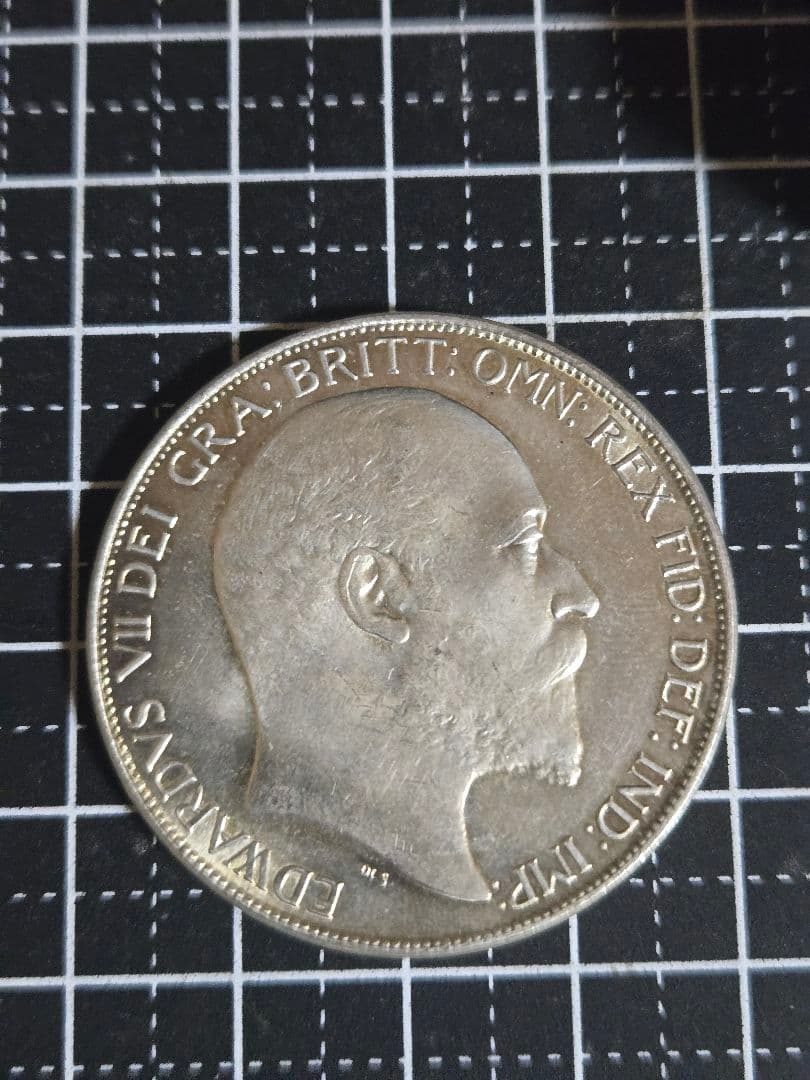 EDWARDVS VII DEI GRA: BRITT: OMN: REX FID: DEF: IND: IMP: